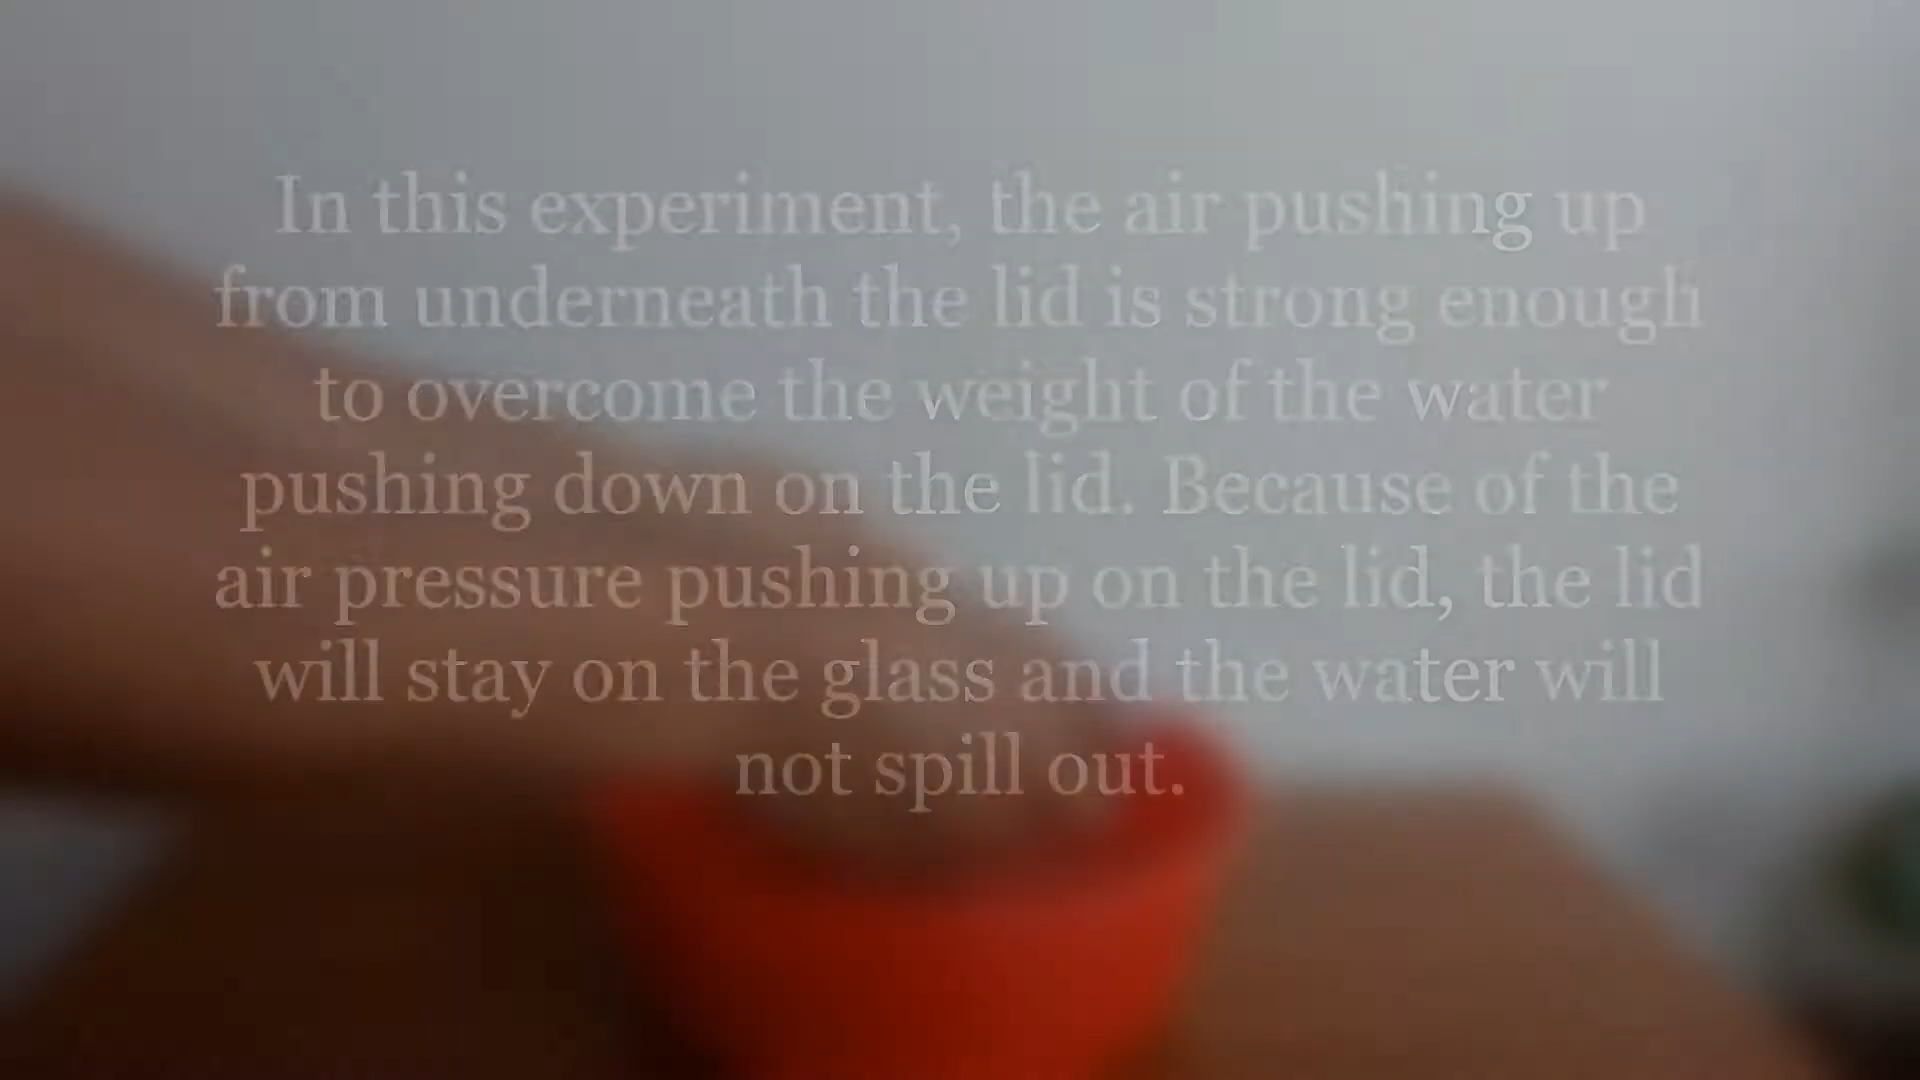 In this experiment, the air pushing up
from underneath the lid is strong enough
to overcome the weight of the water
pushing down on the lid. Because of the
air pressure pushing up on the lid, the lid
will stay on the glass and the water will
not spill out.